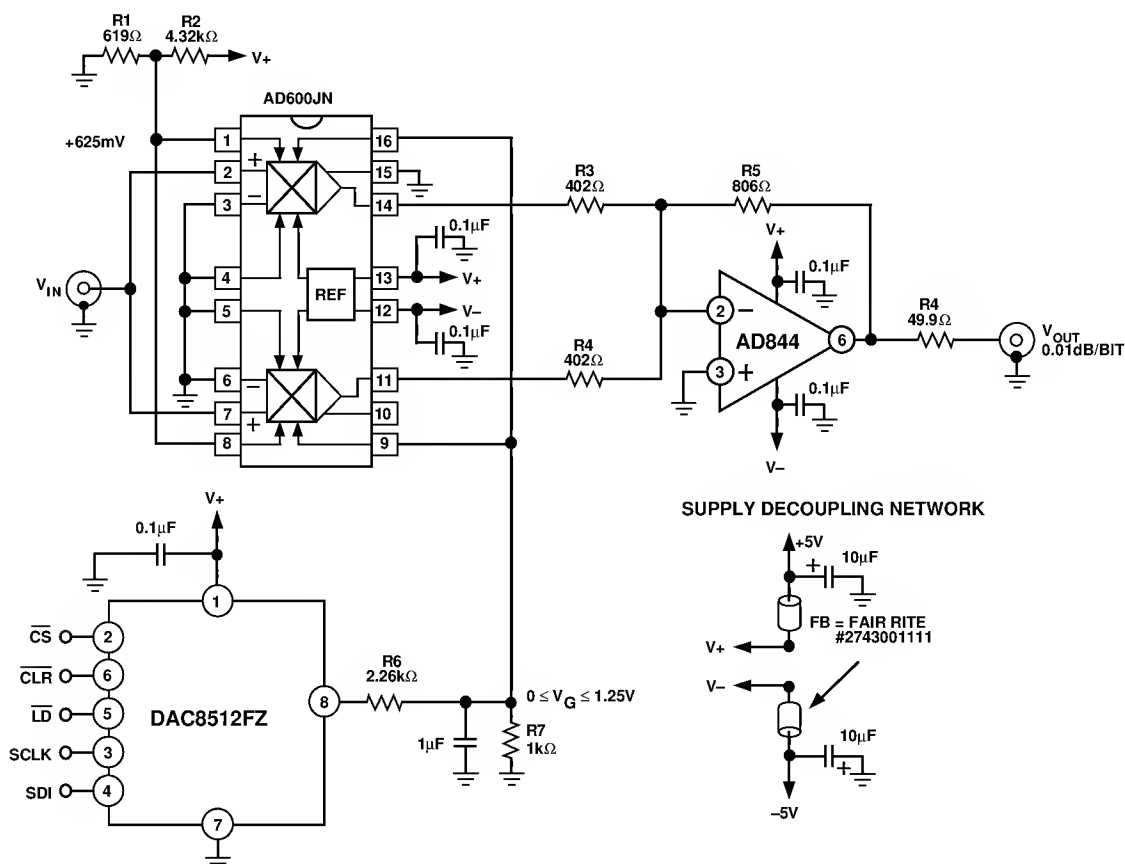 R1
619Ω
R2
4.32kΩ
V+
+625mV
AD600JN
1
2
3
4
5
6
7
8
16
15
14
13
12
11
10
9
+
−
−
+
REF
VIN
0.1µF
V+
V−
0.1µF
R3
402Ω
R4
402Ω
R5
806Ω
V+
0.1µF
2
−
3
+
AD844
6
0.1µF
V−
R4
49.9Ω
VOUT
0.01dB/BIT
V+
0.1µF
1
CS
2
CLR
6
LD
5
SCLK
3
SDI
4
DAC8512FZ
8
7
R6
2.26kΩ
1µF
0 ≤ VG ≤ 1.25V
R7
1kΩ
SUPPLY DECOUPLING NETWORK
+5V
+
10µF
FB = FAIR RITE
#2743001111
V+
V−
10µF
+
−5V